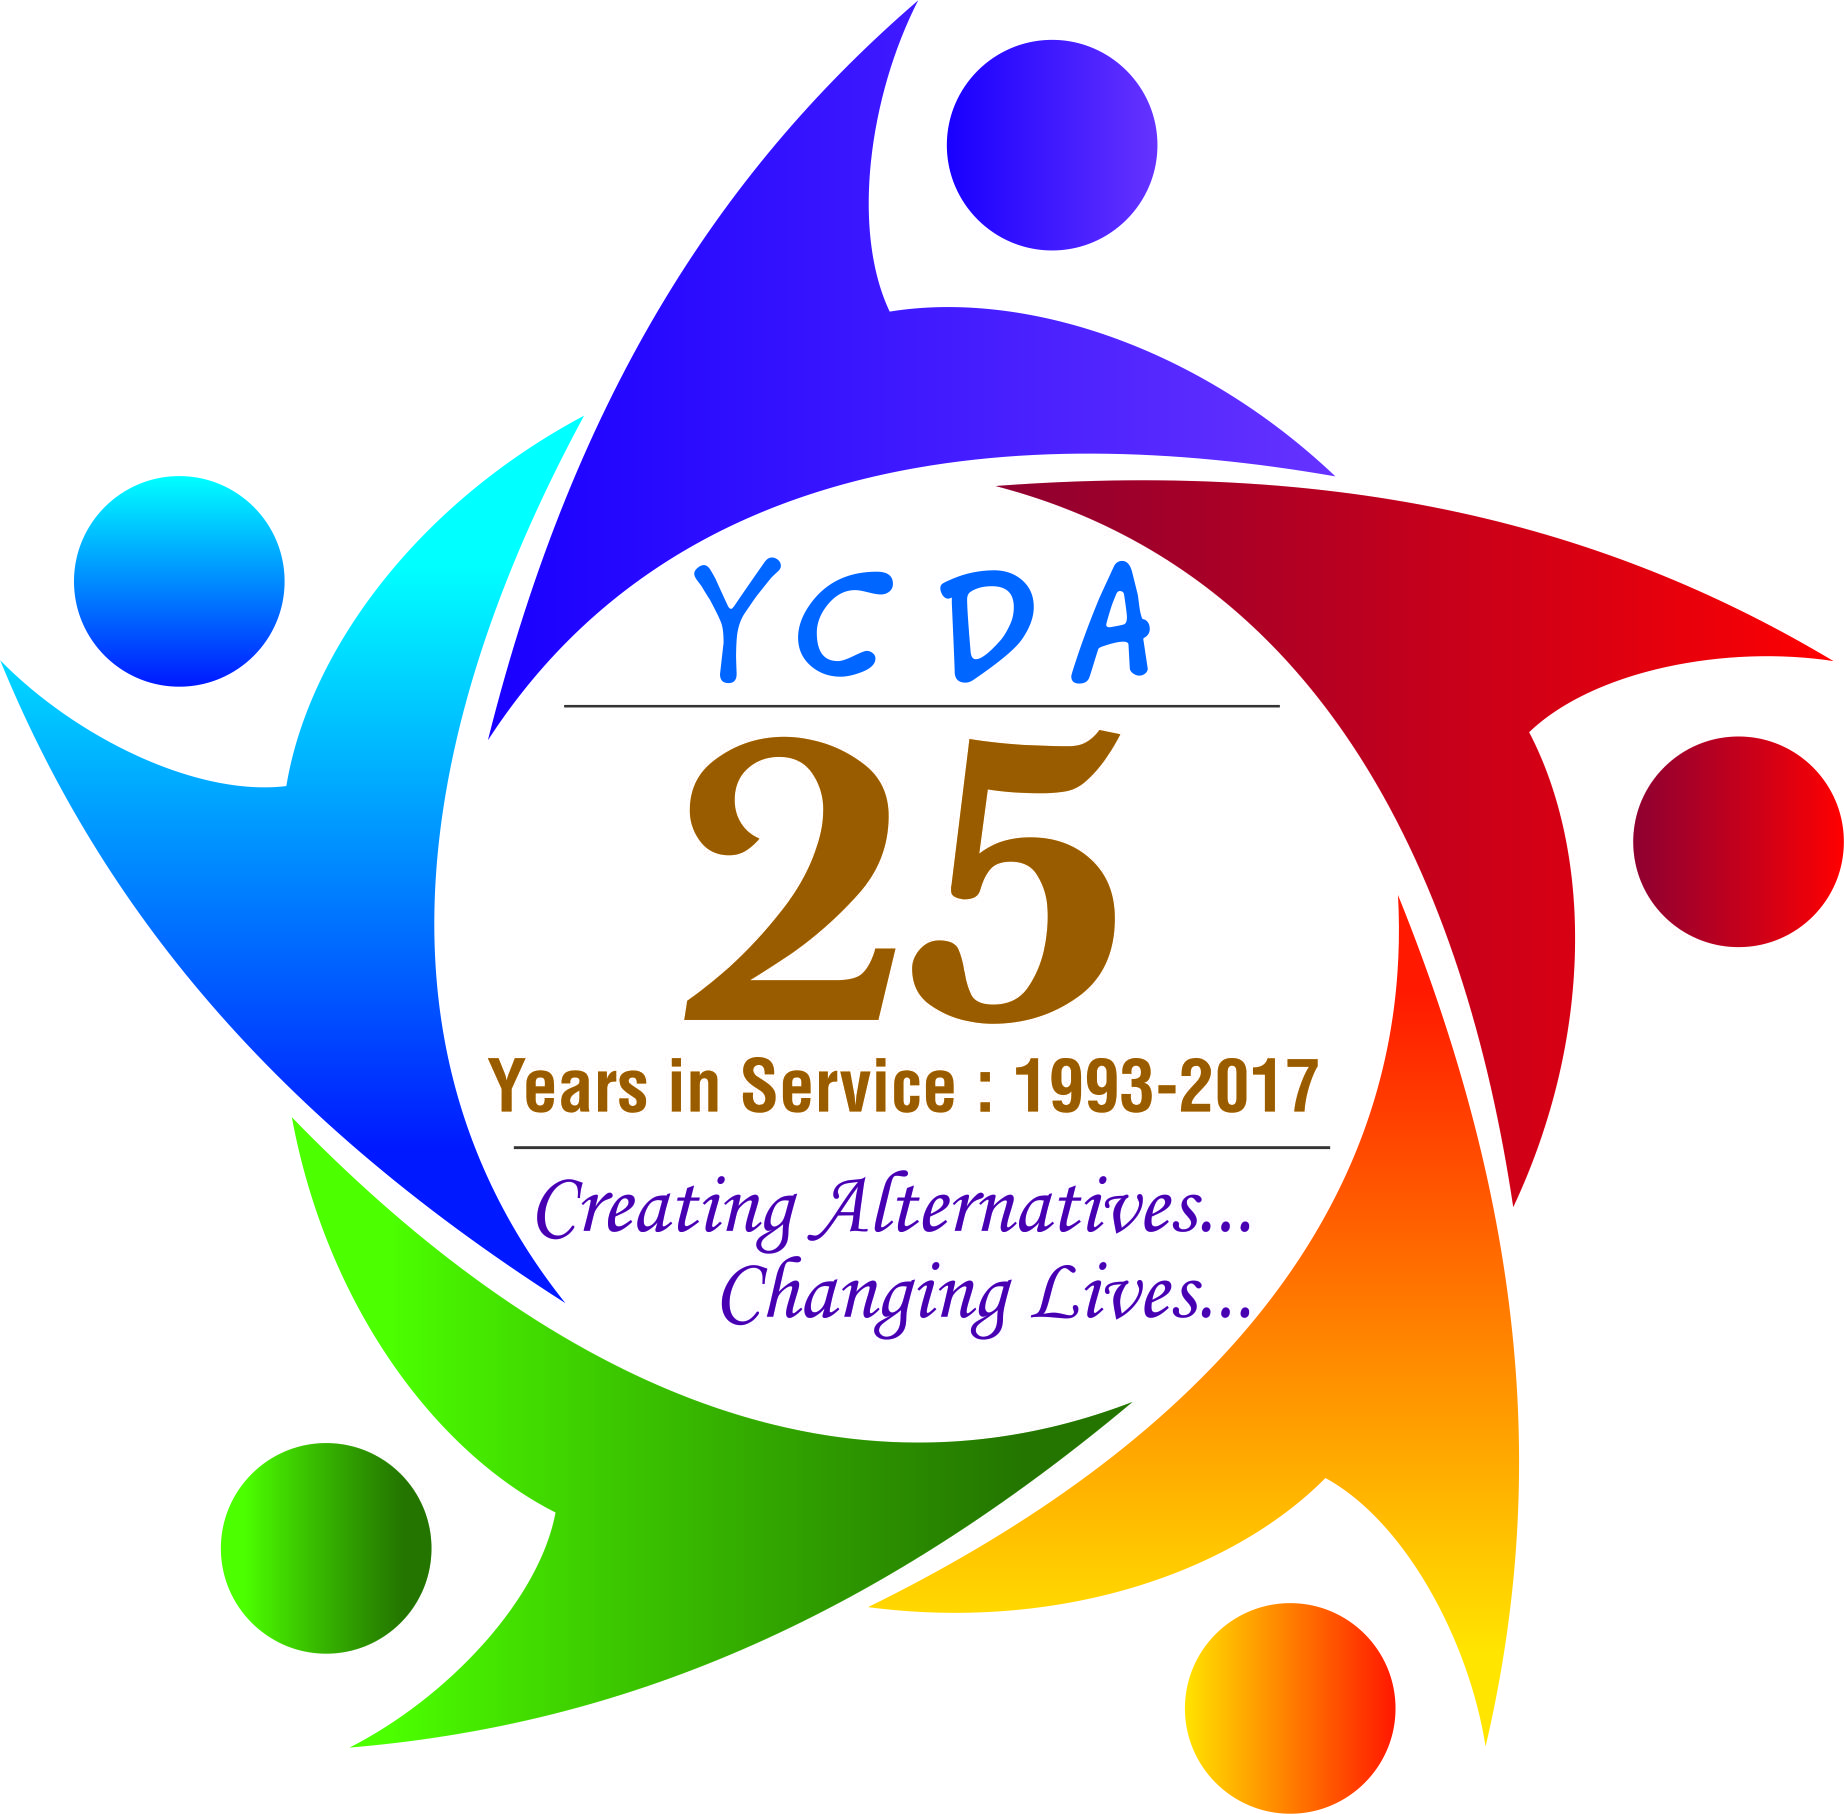 YCDA
25
Years in Service : 1993-2017
Creating Alternatives...
Changing Lives...